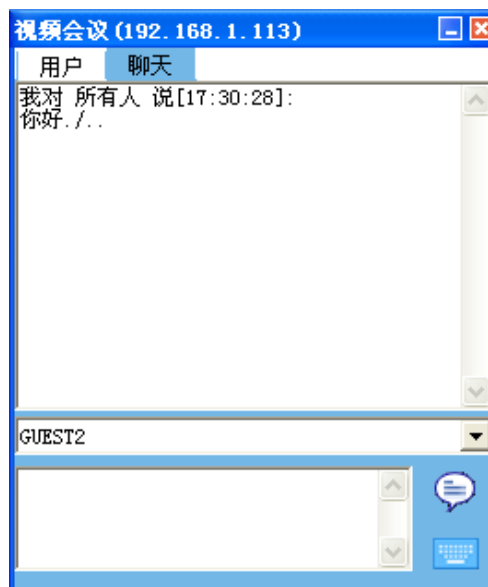 视频会议(192.168.1.113)
用户 聊天
我对 所有人 说[17:30:28]:
你好./..
GUEST2